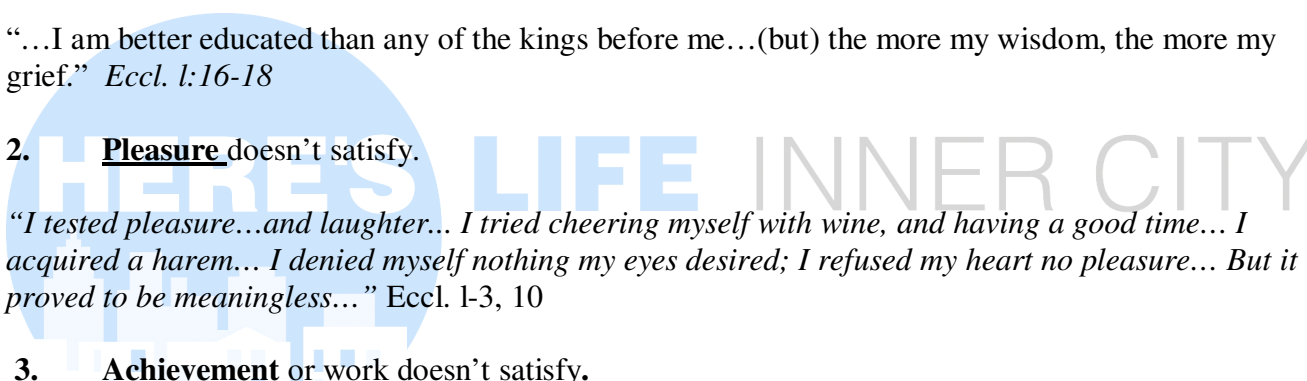 “…I am better educated than any of the kings before me…(but) the more my wisdom, the more my
grief.” Eccl. l:16-18
2. Pleasure doesn’t satisfy.
HERE'S LIFE INNER CITY
“I tested pleasure…and laughter... I tried cheering myself with wine, and having a good time… I
acquired a harem… I denied myself nothing my eyes desired; I refused my heart no pleasure… But it
proved to be meaningless…” Eccl. l-3, 10
3. Achievement or work doesn’t satisfy.